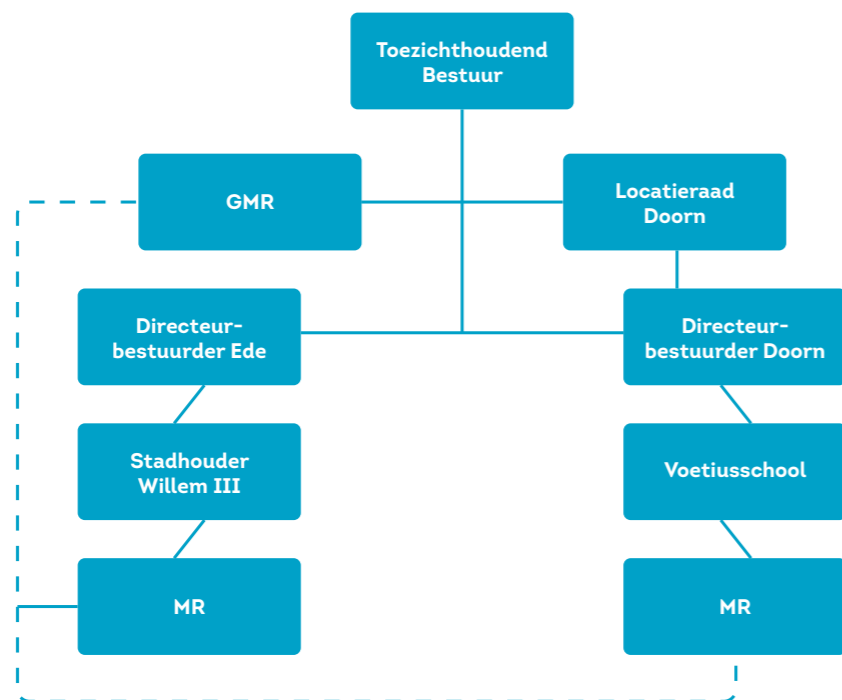 Toezichthoudend
Bestuur
GMR
Locatieraad
Doorn
Directeur-
bestuurder Ede
Directeur-
bestuurder Doorn
Stadhouder
Willem III
Voetiusschool
MR
MR